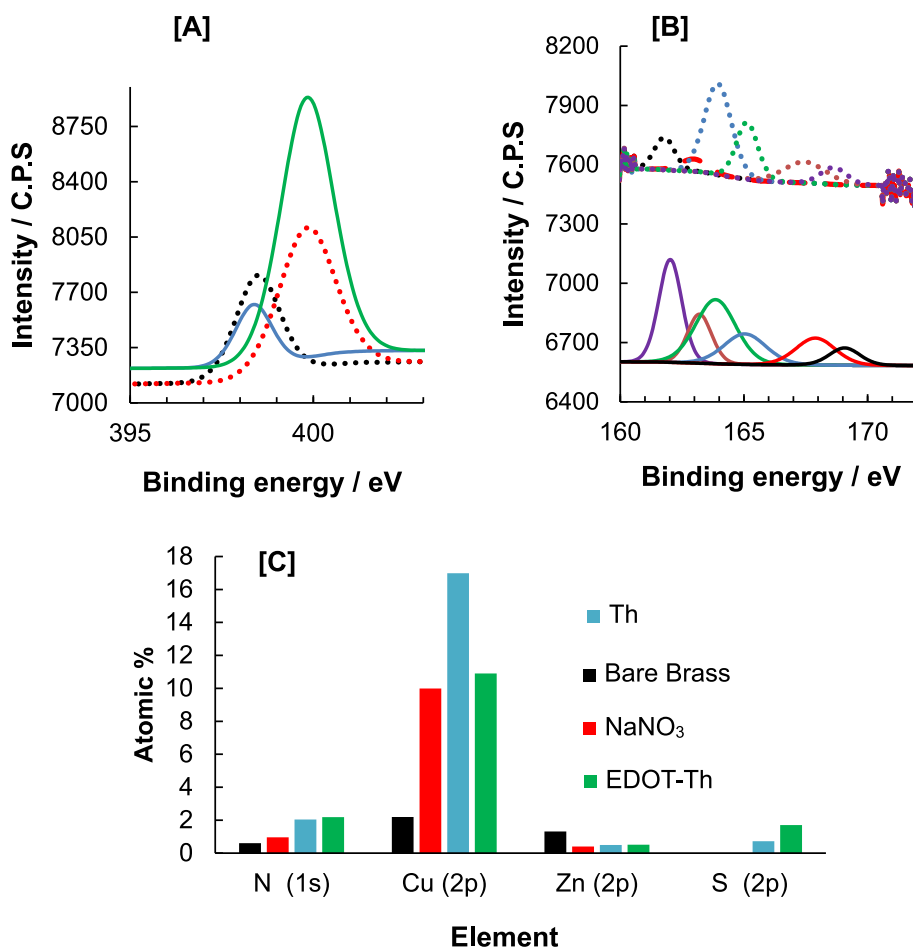 [A]
Intensity / C.P.S
8750
8400
8050
7700
7350
7000
395
400
Binding energy / eV
[B]
Intensity / C.P.S
8200
7900
7600
7300
7000
6700
6400
160
165
170
Binding energy / eV
[C]
Atomic %
18
16
14
12
10
8
6
4
2
0
N (1s)
Cu (2p)
Zn (2p)
S (2p)
Element
Th
Bare Brass
NaNO₃
EDOT-Th